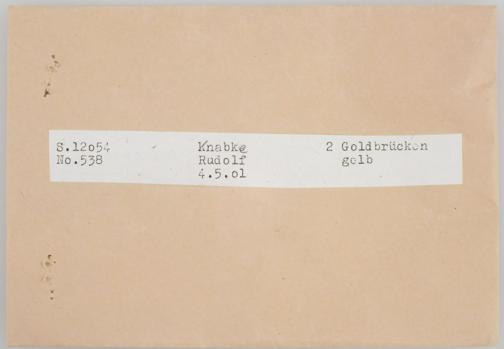 S.12o54 Knabke 2 Goldbrücken
No.538 Rudolf gelb
4.5.o1